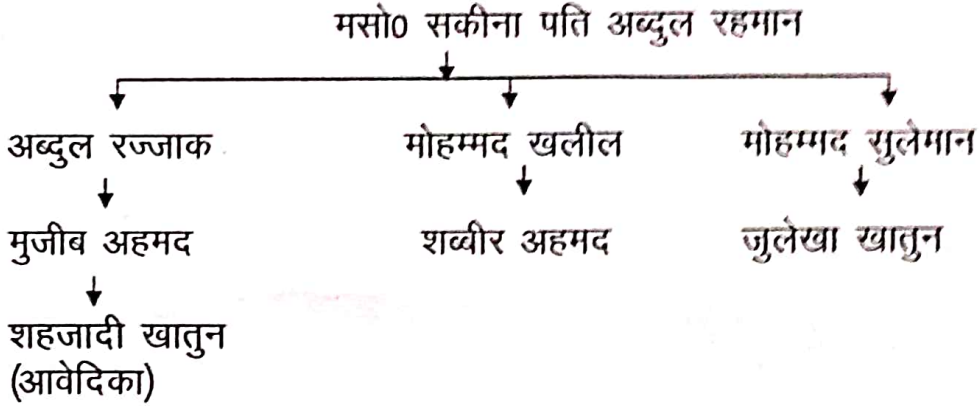 मसो0 सकीना पति अब्दुल रहमान
अब्दुल रज्जाक मोहम्मद खलील मोहम्मद सुलेमान
मुजीब अहमद शब्वीर अहमद जुलेखा खातुन
शहजादी खातुन
(आवेदिका)